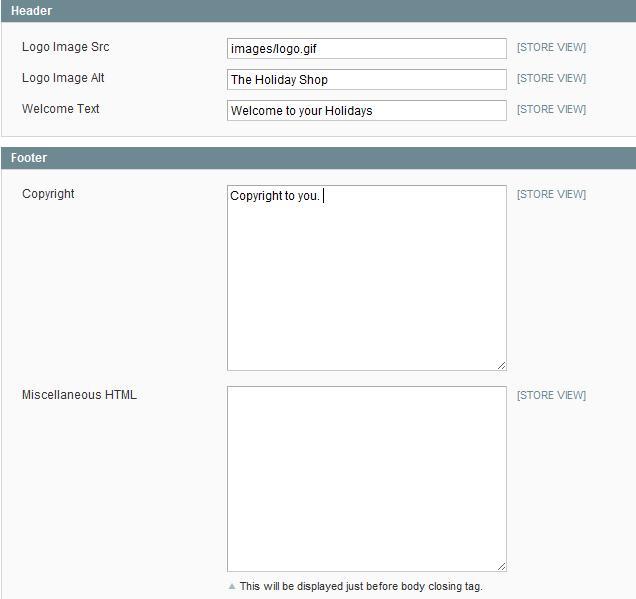 Header
Logo Image Src images/logo.gif [STORE VIEW]
Logo Image Alt The Holiday Shop [STORE VIEW]
Welcome Text Welcome to your Holidays [STORE VIEW]
Footer
Copyright Copyright to you. [STORE VIEW]
Miscellaneous HTML [STORE VIEW]
This will be displayed just before body closing tag.